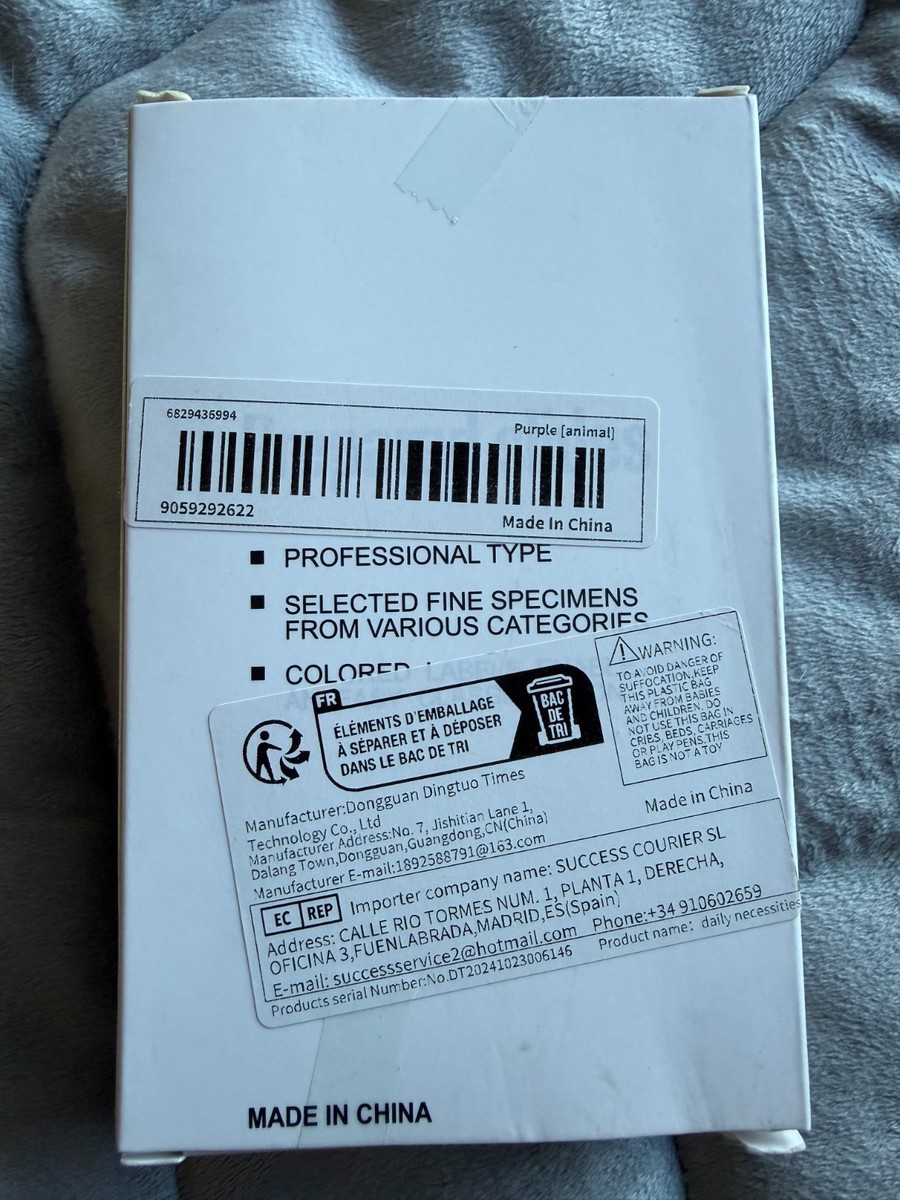 6829436994
Purple [animal]
9059292622
Made In China
PROFESSIONAL TYPE
SELECTED FINE SPECIMENS
FROM VARIOUS CATEGORIES
COLORED
FR
ÉLÉMENTS D'EMBALLAGE
À SÉPARER ET À DÉPOSER
DANS LE BAC DE TRI
BAC
DE
TRI
WARNING:
TO AVOID DANGER OF
SUFFOCATION,KEEP
THIS PLASTIC BAG
AWAY FROM BABIES
AND CHILDREN. DO
NOT USE THIS BAG IN
CRIES, BEDS, CARRIAGES
OR PLAY PENS,THIS
BAG IS NOT A TOY
Manufacturer:Dongguan Dingtuo Times
Technology Co., Ltd
Manufacturer Address:No. 7, Jishitian Lane 1,
Dalang Town,Dongguan,Guangdong,CN(China)
Manufacturer E-mail:1892588791@163.com
Made in China
EC REP
Importer company name: SUCCESS COURIER SL
Address: CALLE RIO TORMES NUM. 1, PLANTA 1, DERECHA,
OFICINA 3,FUENLABRADA,MADRID,ES(Spain)
E-mail: successservice2@hotmail.com Phone:+34 910602659
Products serial Number:No.DT20241023006146 Product name: daily necessities
MADE IN CHINA